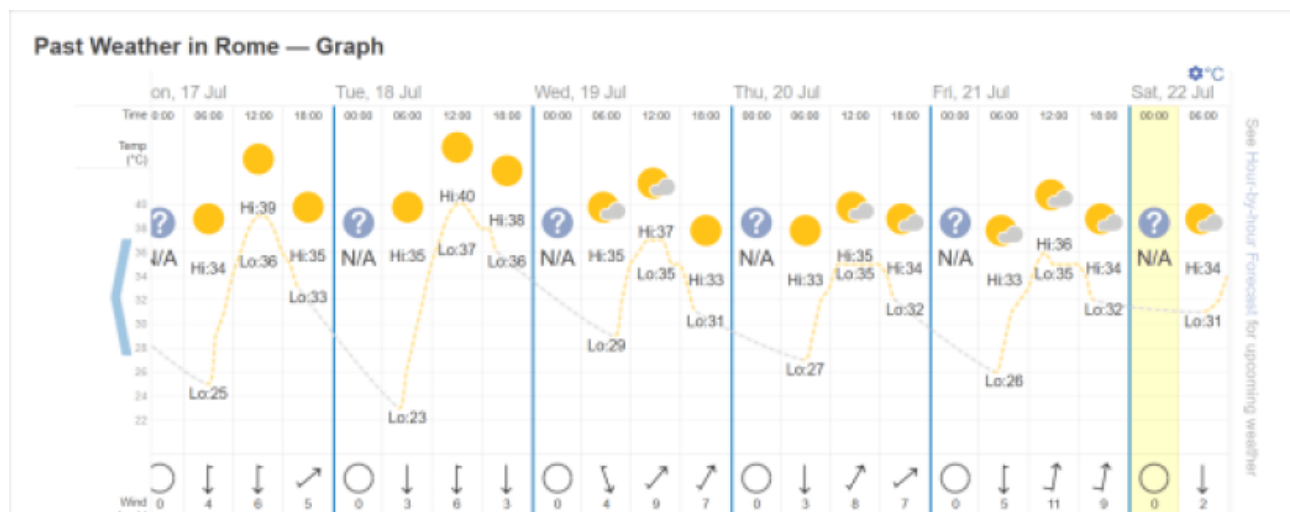 Past Weather in Rome — Graph
°C
on, 17 Jul Tue, 18 Jul Wed, 19 Jul Thu, 20 Jul Fri, 21 Jul Sat, 22 Jul
Time 0:00 06:00 12:00 18:00 00:00 06:00 12:00 18:00 00:00 06:00 12:00 18:00 00:00 06:00 12:00 18:00 00:00 06:00 12:00 18:00 00:00 06:00
Temp
(°C)
40 Hi:39 Hi:40 Hi:38
38 ? ? ? ? ? ?
36 Hi:37 Hi:36
N/A Hi:34 Lo:36 Hi:35 N/A Hi:35 Lo:37 Lo:36 N/A Hi:35 Lo:35 Hi:33 N/A Hi:33 Hi:35 Lo:35 Hi:34 N/A Hi:33 Lo:35 Hi:34 N/A Hi:34
34
32 Lo:33 Lo:31 Lo:32 Lo:32 Lo:31
30
28 Lo:29
26 Lo:27 Lo:26
24 Lo:25
22 Lo:23
Wind 0 4 6 5 0 3 6 3 0 4 9 7 0 3 8 7 0 5 11 9 0 2
See Hour-by-hour Forecast for upcoming weather